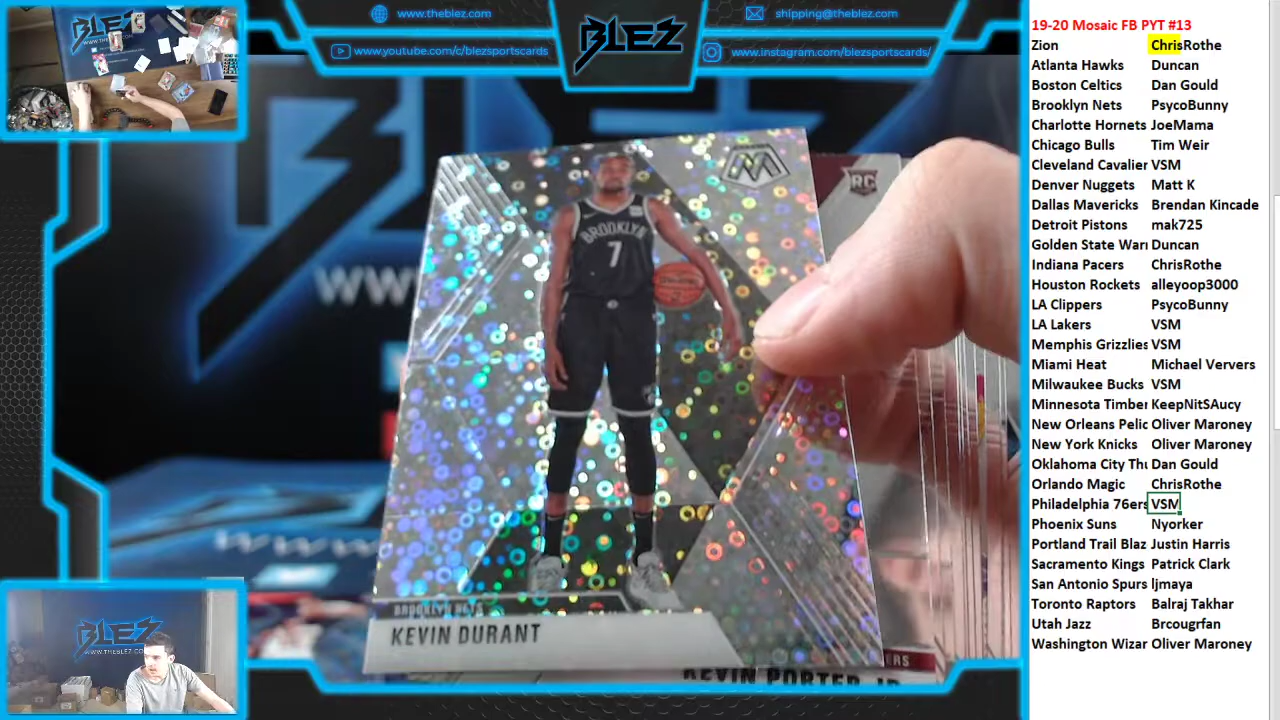 www.theblez.com
shipping@theblez.com
www.youtube.com/c/blezsportscards
www.instagram.com/blezsportscards/
BLEZ
19-20 Mosaic FB PYT #13
Zion ChrisRothe
Atlanta Hawks Duncan
Boston Celtics Dan Gould
Brooklyn Nets PsycoBunny
Charlotte Hornets JoeMama
Chicago Bulls Tim Weir
Cleveland Cavalier VSM
Denver Nuggets Matt K
Dallas Mavericks Brendan Kincade
Detroit Pistons mak725
Golden State Warı Duncan
Indiana Pacers ChrisRothe
Houston Rockets alleyoop3000
LA Clippers PsycoBunny
LA Lakers VSM
Memphis Grizzlies VSM
Miami Heat Michael Ververs
Milwaukee Bucks VSM
Minnesota Timber KeepNitSAucy
New Orleans Pelic Oliver Maroney
New York Knicks Oliver Maroney
Oklahoma City Thu Dan Gould
Orlando Magic ChrisRothe
Philadelphia 76ers VSM
Phoenix Suns Nyorker
Portland Trail Blaz Justin Harris
Sacramento Kings Patrick Clark
San Antonio Spurs ljmaya
Toronto Raptors Balraj Takhar
Utah Jazz Brcougrfan
Washington Wizar Oliver Maroney
M
RC
BROOKLYN
7
BROOKLYN NETS
KEVIN DURANT
KEVIN PORTER JR
BLEZ
WWW.THEBLEZ.COM